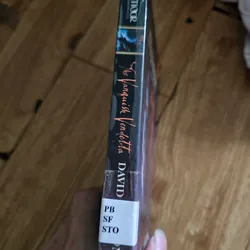 The Vanquish Vendetta
DAVID
PB
SF
STO